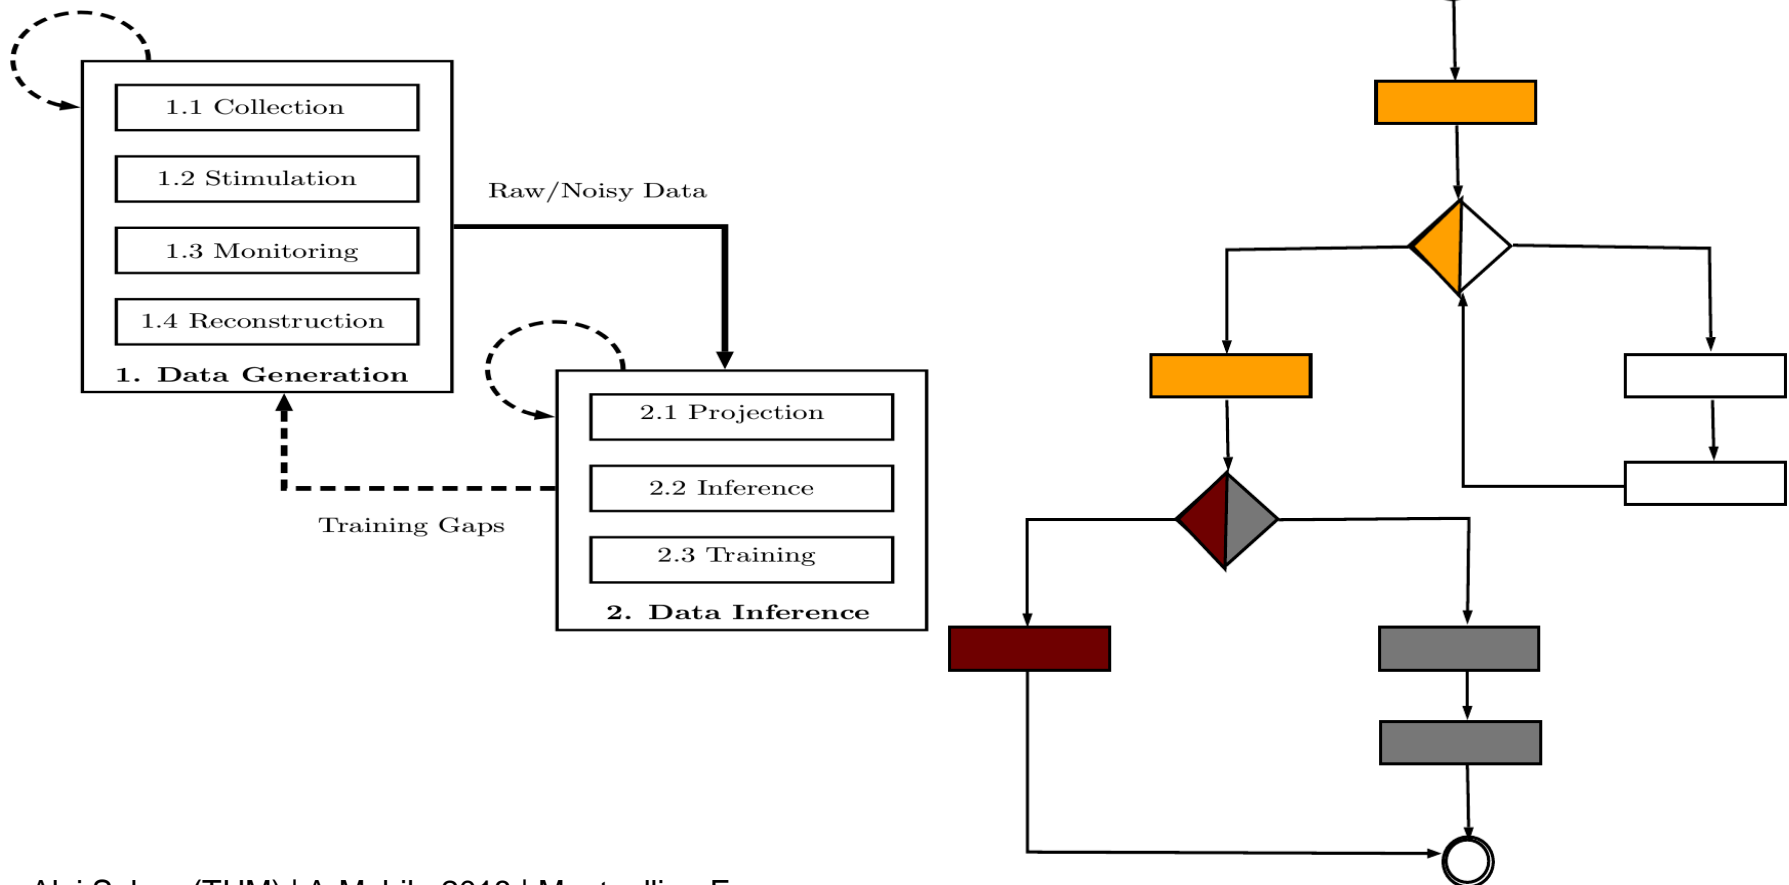 1.1 Collection
1.2 Stimulation
1.3 Monitoring
1.4 Reconstruction
1. Data Generation
Raw/Noisy Data
2.1 Projection
2.2 Inference
2.3 Training
2. Data Inference
Training Gaps